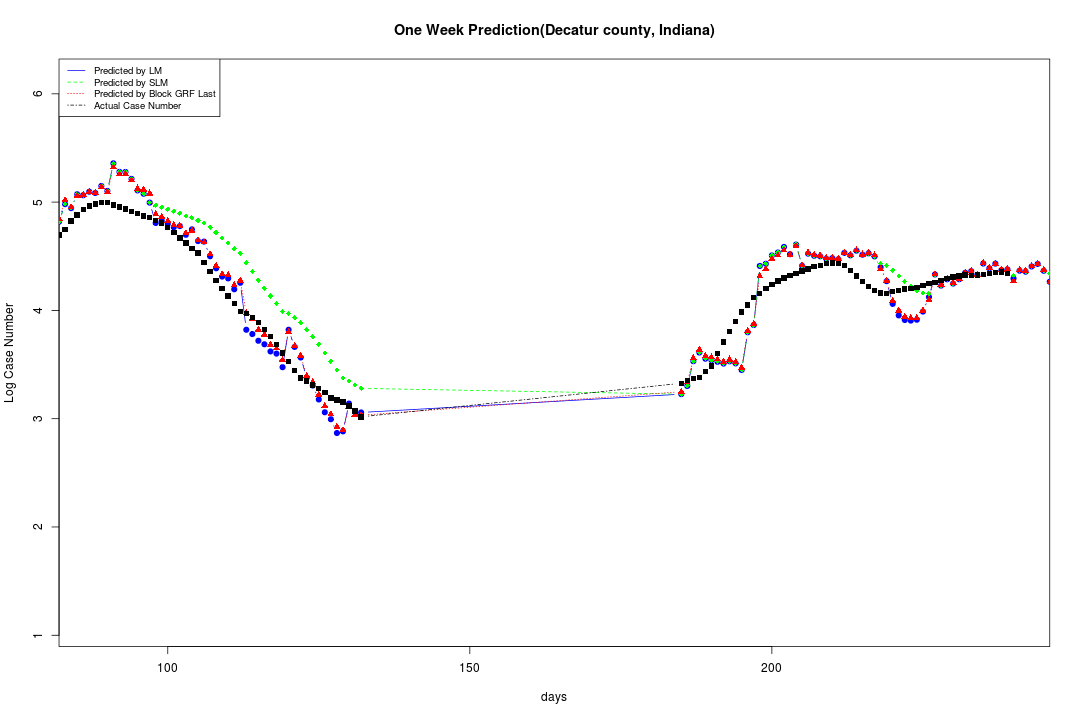 One Week Prediction(Decatur county, Indiana)
Predicted by LM
Predicted by SLM
Predicted by Block GRF Last
Actual Case Number
6
5
4
3
2
1
Log Case Number
100
150
200
days